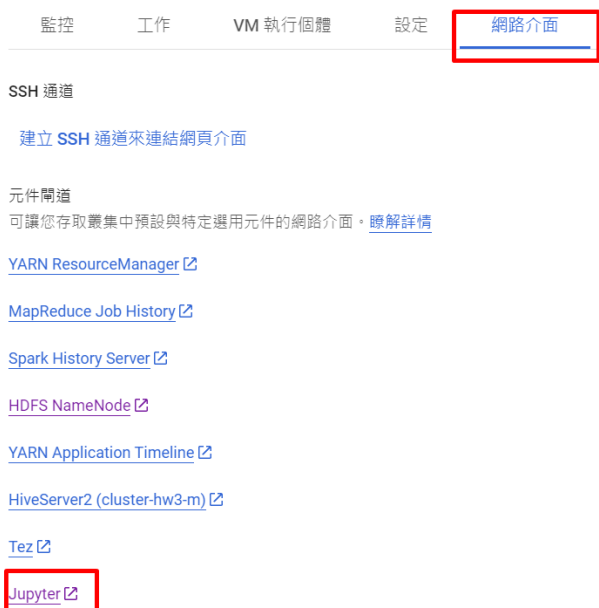 監控 工作 VM 執行個體 設定 網路介面
SSH 通道
建立 SSH 通道來連結網頁介面
元件閘道
可讓您存取叢集中預設與特定選用元件的網路介面。瞭解詳情
YARN ResourceManager
MapReduce Job History
Spark History Server
HDFS NameNode
YARN Application Timeline
HiveServer2 (cluster-hw3-m)
Tez
Jupyter